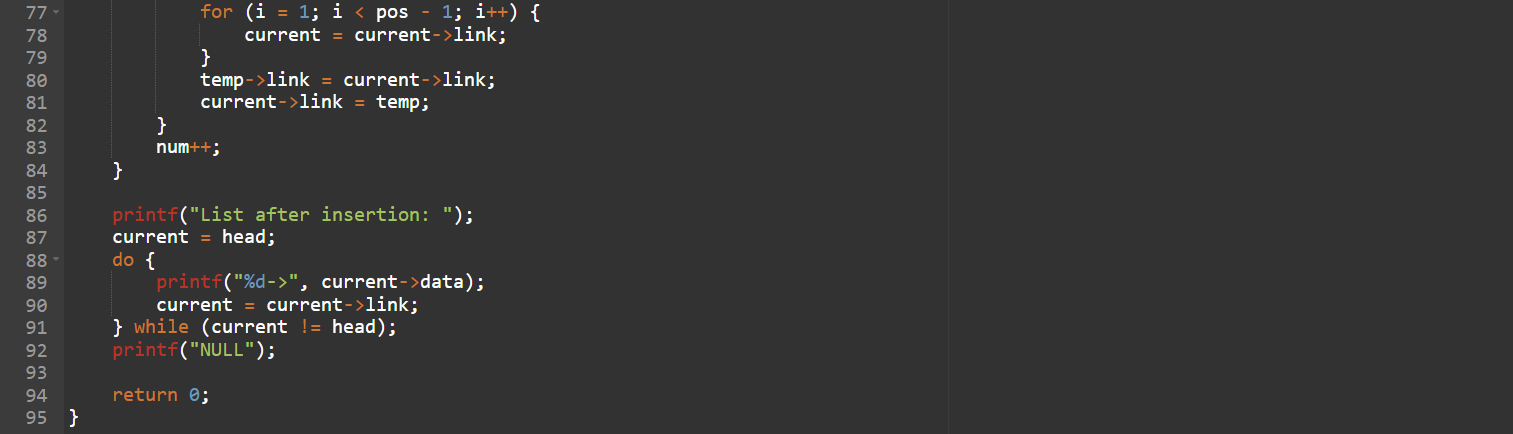 77 for (i = 1; i < pos - 1; i++) {
78 current = current->link;
79 }
80 temp->link = current->link;
81 current->link = temp;
82 }
83 num++;
84 }
85
86 printf("List after insertion: ");
87 current = head;
88 do {
89 printf("%d->", current->data);
90 current = current->link;
91 } while (current != head);
92 printf("NULL");
93
94 return 0;
95 }